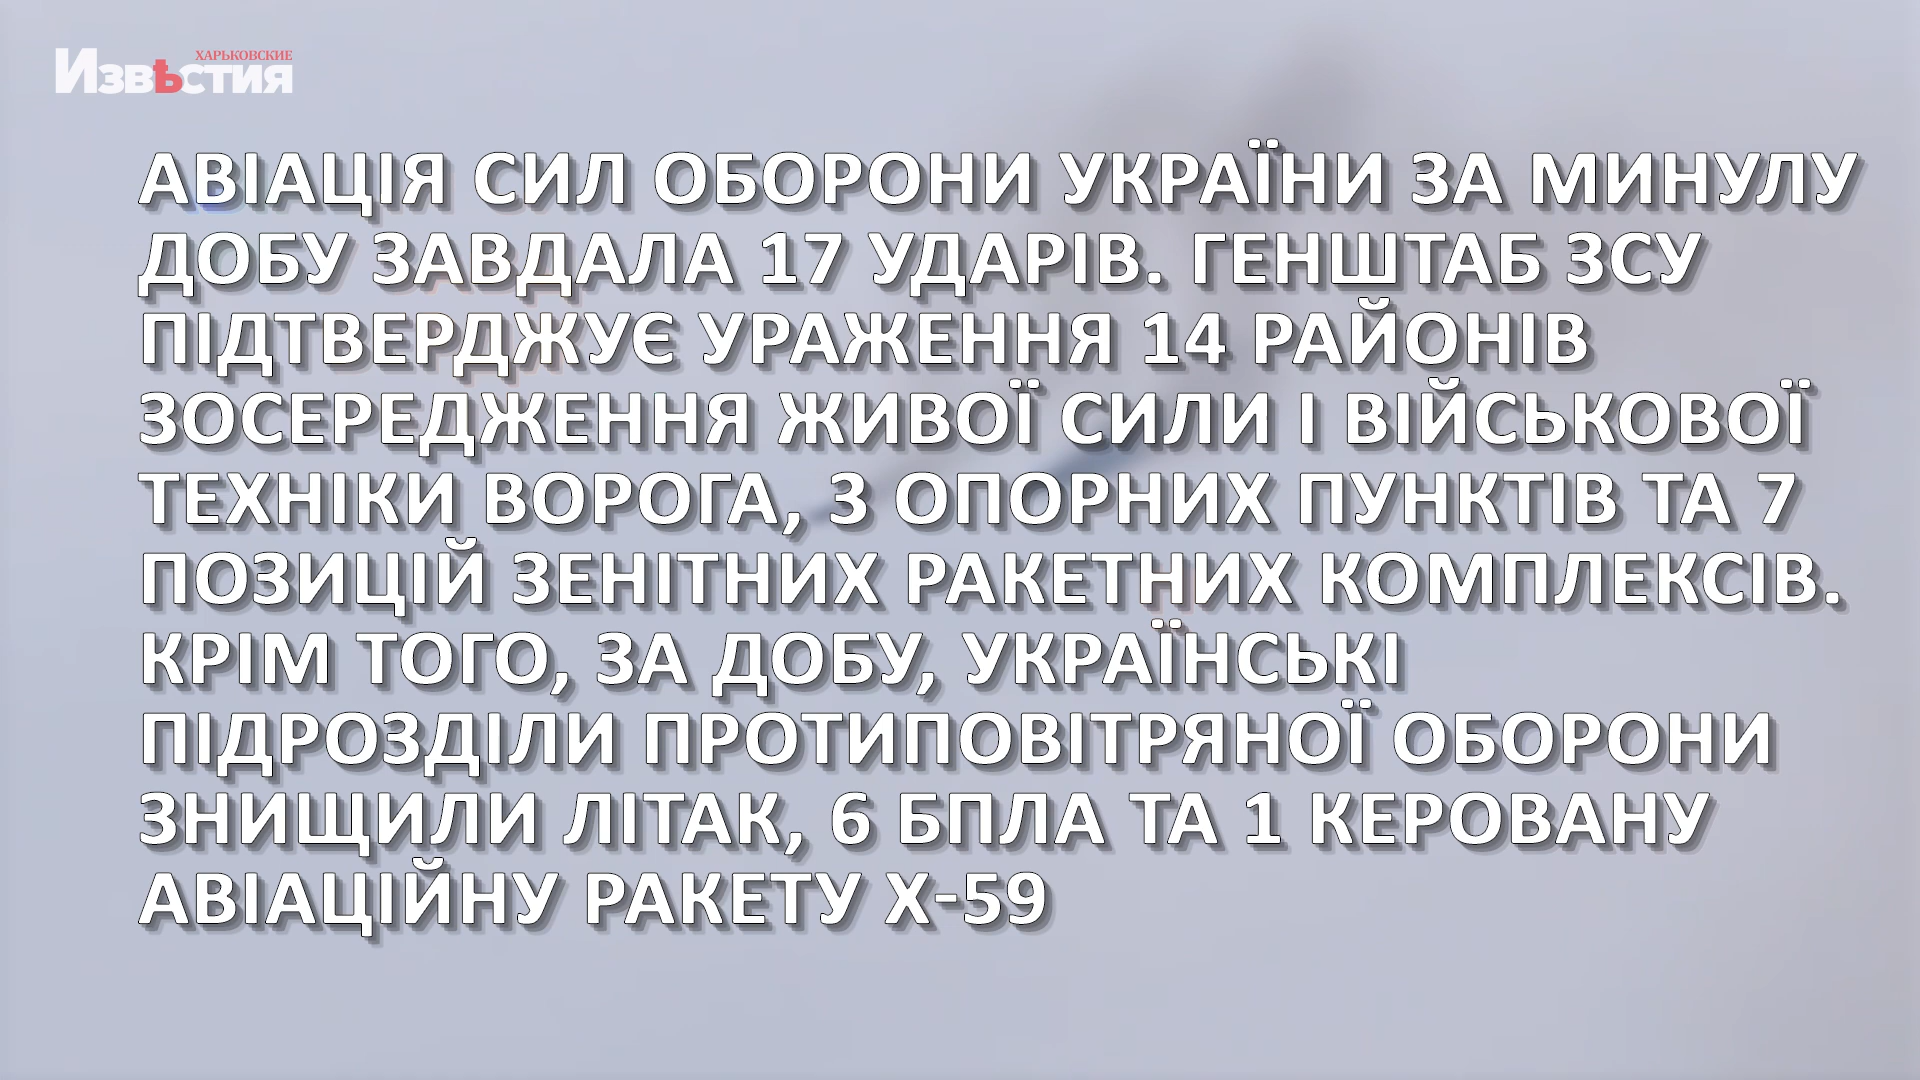 ХАРЬКОВСКИЕ
ИЗВѢСТИЯ
АВІАЦІЯ СИЛ ОБОРОНИ УКРАЇНИ ЗА МИНУЛУ
ДОБУ ЗАВДАЛА 17 УДАРІВ. ГЕНШТАБ ЗСУ
ПІДТВЕРДЖУЄ УРАЖЕННЯ 14 РАЙОНІВ
ЗОСЕРЕДЖЕННЯ ЖИВОЇ СИЛИ І ВІЙСЬКОВОЇ
ТЕХНІКИ ВОРОГА, 3 ОПОРНИХ ПУНКТІВ ТА 7
ПОЗИЦІЙ ЗЕНІТНИХ РАКЕТНИХ КОМПЛЕКСІВ.
КРІМ ТОГО, ЗА ДОБУ, УКРАЇНСЬКІ
ПІДРОЗДІЛИ ПРОТИПОВІТРЯНОЇ ОБОРОНИ
ЗНИЩИЛИ ЛІТАК, 6 БПЛА ТА 1 КЕРОВАНУ
АВІАЦІЙНУ РАКЕТУ Х-59